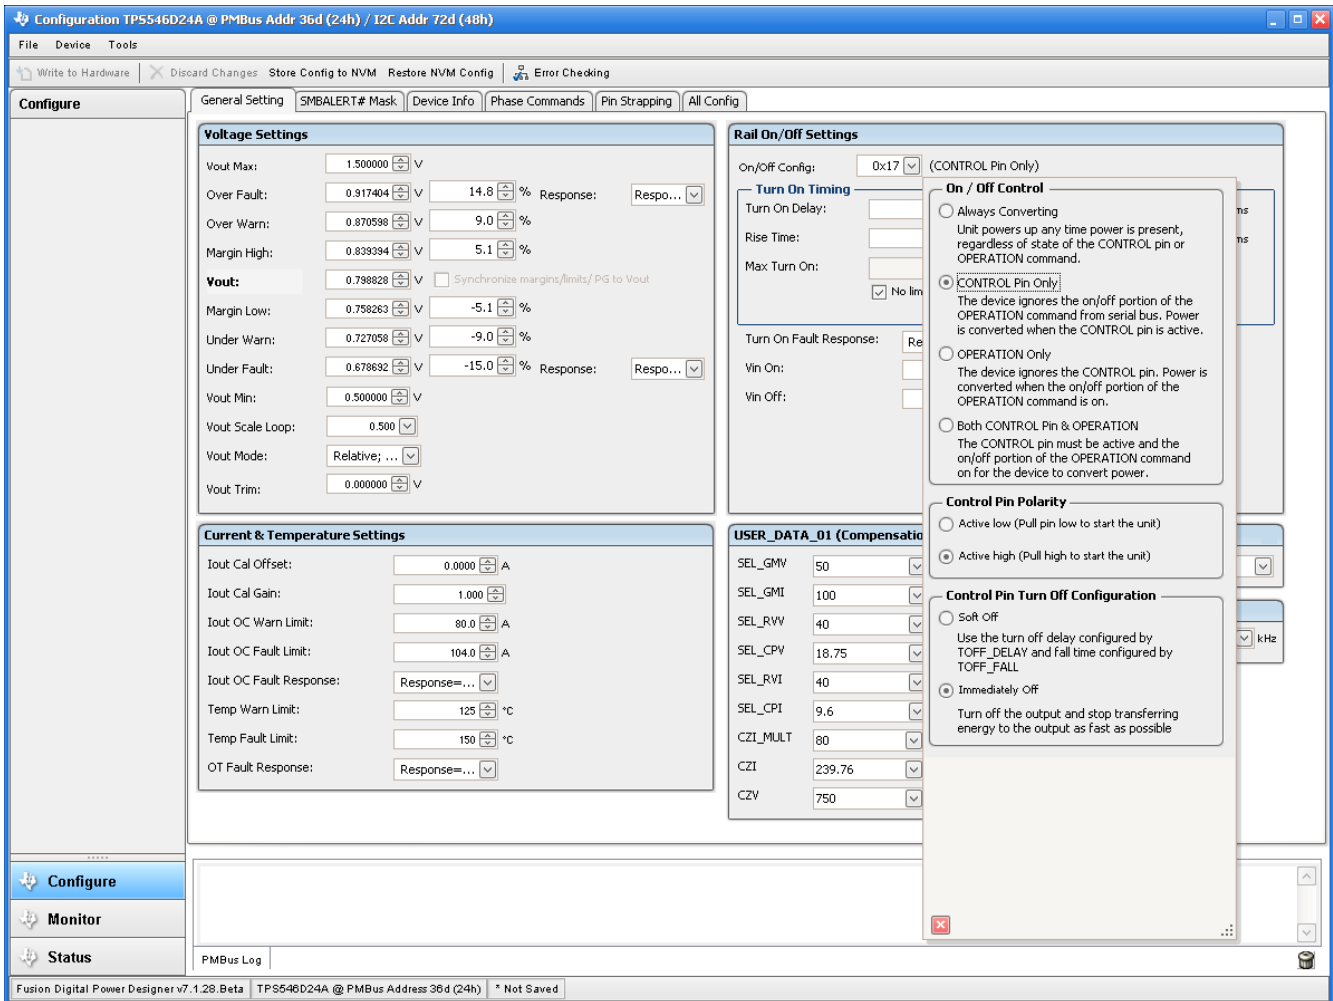 Configuration TPS546D24A @ PMBus Addr 36d (24h) / I2C Addr 72d (48h)
File Device Tools
Write to Hardware Discard Changes Store Config to NVM Restore NVM Config Error Checking
Configure
General Setting SMBALERT# Mask Device Info Phase Commands Pin Strapping All Config
Voltage Settings
Vout Max: 1.500000 V
Over Fault: 0.917404 V 14.8 % Response: Respo...
Over Warn: 0.870598 V 9.0 %
Margin High: 0.839394 V 5.1 %
Vout: 0.798828 V Synchronize margins/limits/ PG to Vout
Margin Low: 0.758263 V -5.1 %
Under Warn: 0.727058 V -9.0 %
Under Fault: 0.678692 V -15.0 % Response: Respo...
Vout Min: 0.500000 V
Vout Scale Loop: 0.500
Vout Mode: Relative; ...
Vout Trim: 0.000000 V
Rail On/Off Settings
On/Off Config: 0x17 (CONTROL Pin Only)
Turn On Timing
Turn On Delay: ms
Rise Time: ms
Max Turn On:
No lim
Turn On Fault Response: Re
Vin On:
Vin Off:
On / Off Control
Always Converting
Unit powers up any time power is present,
regardless of state of the CONTROL pin or
OPERATION command.
CONTROL Pin Only
The device ignores the on/off portion of the
OPERATION command from serial bus. Power
is converted when the CONTROL pin is active.
OPERATION Only
The device ignores the CONTROL pin. Power is
converted when the on/off portion of the
OPERATION command is on.
Both CONTROL Pin & OPERATION
The CONTROL pin must be active and the
on/off portion of the OPERATION command
on for the device to convert power.
Control Pin Polarity
Active low (Pull pin low to start the unit)
Active high (Pull high to start the unit)
Control Pin Turn Off Configuration
Soft Off
Use the turn off delay configured by
TOFF_DELAY and fall time configured by
TOFF_FALL
Immediately Off
Turn off the output and stop transferring
energy to the output as fast as possible
Current & Temperature Settings
Iout Cal Offset: 0.0000 A
Iout Cal Gain: 1.000
Iout OC Warn Limit: 80.0 A
Iout OC Fault Limit: 104.0 A
Iout OC Fault Response: Response=...
Temp Warn Limit: 125 °C
Temp Fault Limit: 150 °C
OT Fault Response: Response=...
USER_DATA_01 (Compensatio
SEL_GMV 50
SEL_GMI 100
SEL_RVV 40
SEL_CPV 18.75
SEL_RVI 40
SEL_CPI 9.6
CZI_MULT 80
CZI 239.76
CZV 750
kHz
Configure
Monitor
Status
PMBus Log
Fusion Digital Power Designer v7.1.28.Beta TPS546D24A @ PMBus Address 36d (24h) * Not Saved